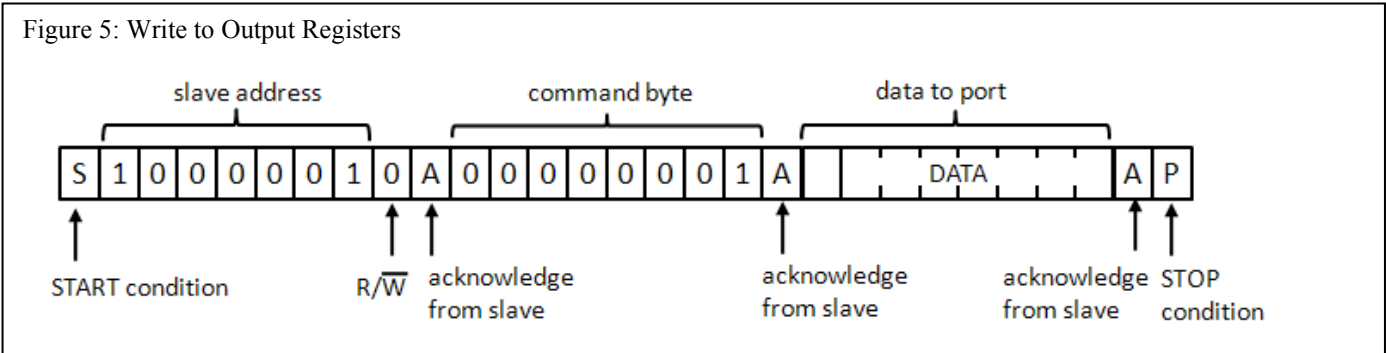 Figure 5: Write to Output Registers
slave address
command byte
data to port
S 1 0 0 0 0 0 1 0 A 0 0 0 0 0 0 0 1 A DATA A P
START condition
R/W̅
acknowledge
from slave
acknowledge
from slave
acknowledge
from slave
STOP
condition